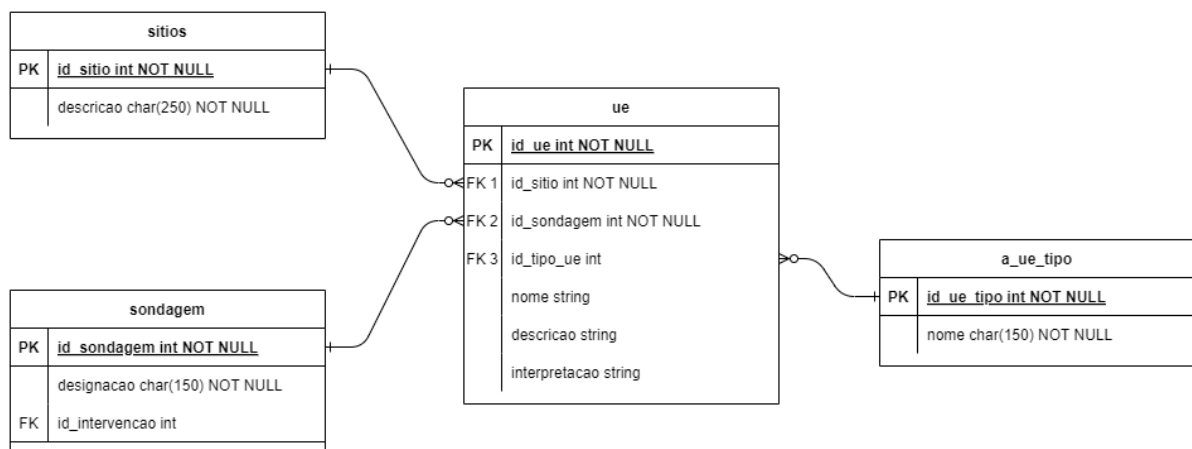 sitios
PK id_sitio int NOT NULL
descricao char(250) NOT NULL
sondagem
PK id_sondagem int NOT NULL
designacao char(150) NOT NULL
FK id_intervencao int
ue
PK id_ue int NOT NULL
FK 1 id_sitio int NOT NULL
FK 2 id_sondagem int NOT NULL
FK 3 id_tipo_ue int
nome string
descricao string
interpretacao string
a_ue_tipo
PK id_ue_tipo int NOT NULL
nome char(150) NOT NULL